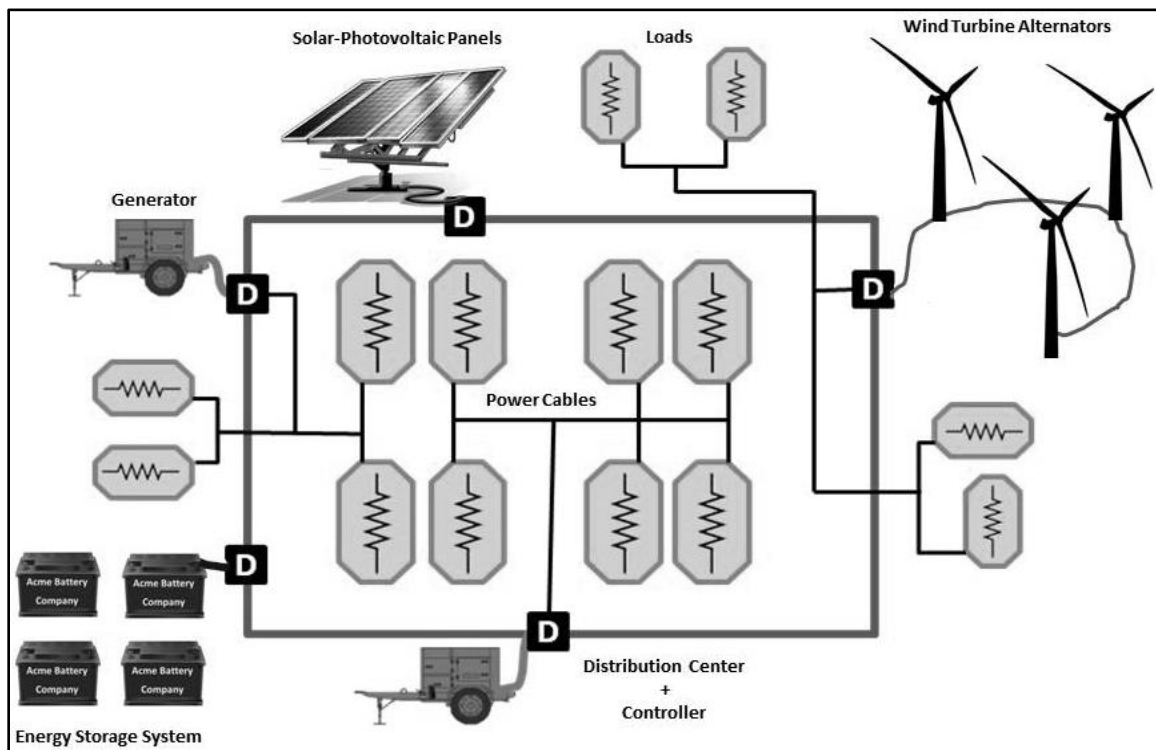 Solar-Photovoltaic Panels
Loads
Wind Turbine Alternators
Generator
D
D
D
Power Cables
D
Acme Battery
Company
Acme Battery
Company
D
Acme Battery
Company
Acme Battery
Company
Distribution Center
+
Controller
Energy Storage System